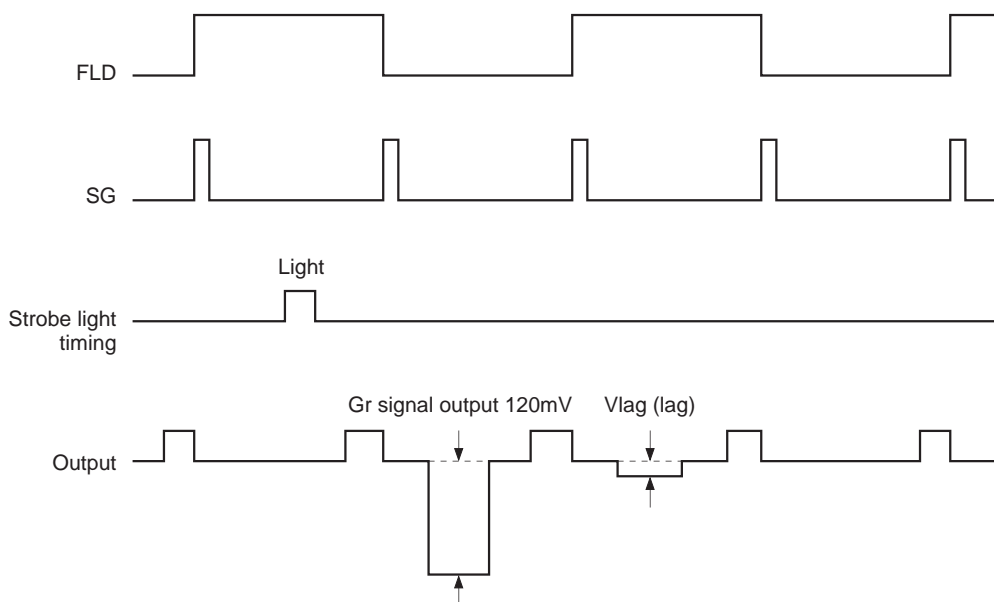 FLD
SG
Light
Strobe light
timing
Gr signal output 120mV
Vlag (lag)
Output